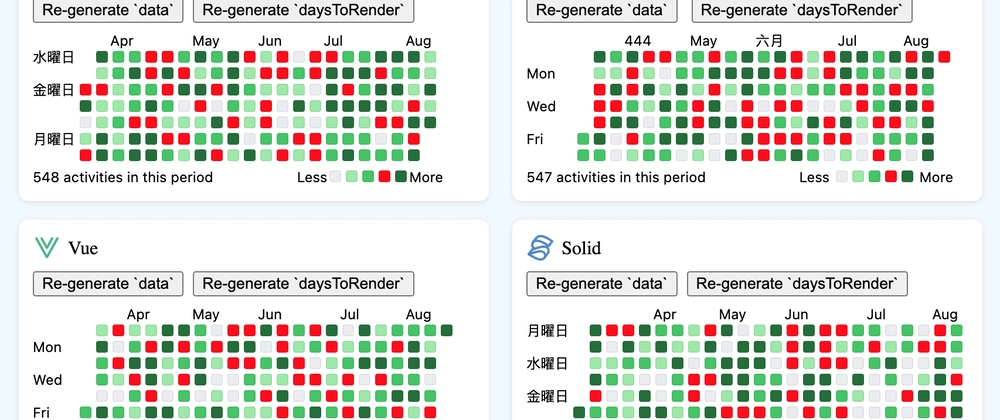 Re-generate `data` Re-generate `daysToRender`
Apr May Jun Jul Aug
水曜日
金曜日
月曜日
548 activities in this period Less More
Re-generate `data` Re-generate `daysToRender`
444 May 六月 Jul Aug
Mon
Wed
Fri
547 activities in this period Less More
Vue
Re-generate `data` Re-generate `daysToRender`
Apr May Jun Jul Aug
Mon
Wed
Fri
Solid
Re-generate `data` Re-generate `daysToRender`
Apr May Jun Jul Aug
月曜日
水曜日
金曜日